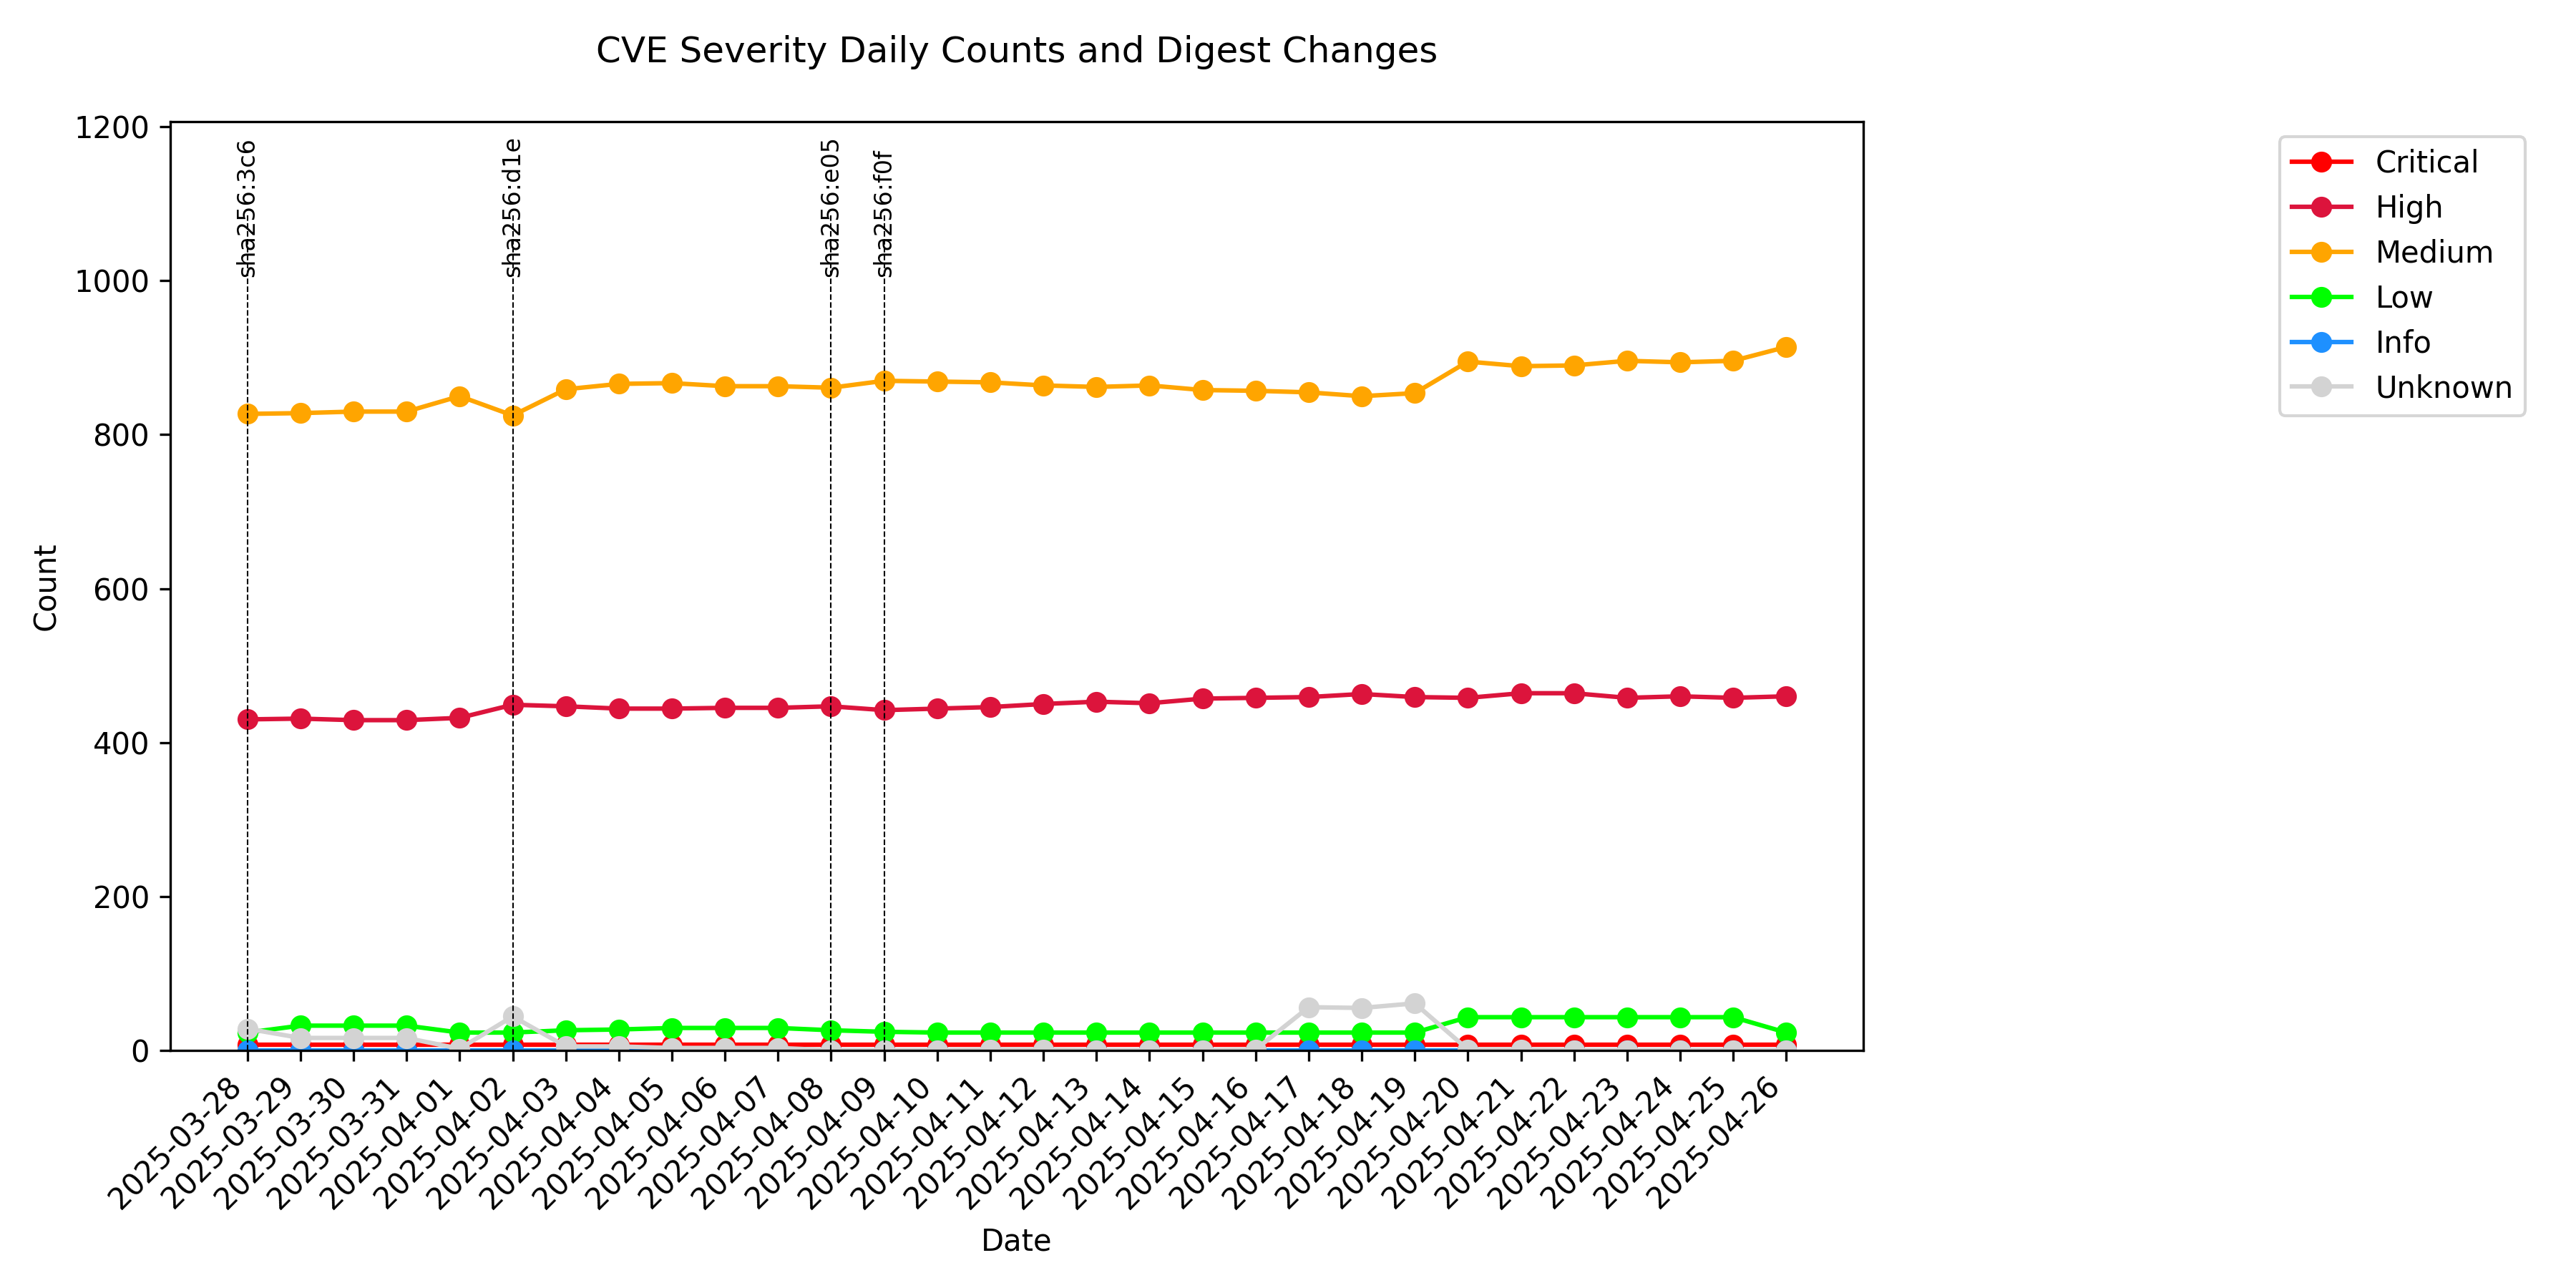 CVE Severity Daily Counts and Digest Changes
1200
1000
800
600
400
200
0
Count
sha256:3c6
sha256:d1e
sha256:e05
sha256:f0f
2025-03-28
2025-03-29
2025-03-30
2025-03-31
2025-04-01
2025-04-02
2025-04-03
2025-04-04
2025-04-05
2025-04-06
2025-04-07
2025-04-08
2025-04-09
2025-04-10
2025-04-11
2025-04-12
2025-04-13
2025-04-14
2025-04-15
2025-04-16
2025-04-17
2025-04-18
2025-04-19
2025-04-20
2025-04-21
2025-04-22
2025-04-23
2025-04-24
2025-04-25
2025-04-26
Date
Critical
High
Medium
Low
Info
Unknown